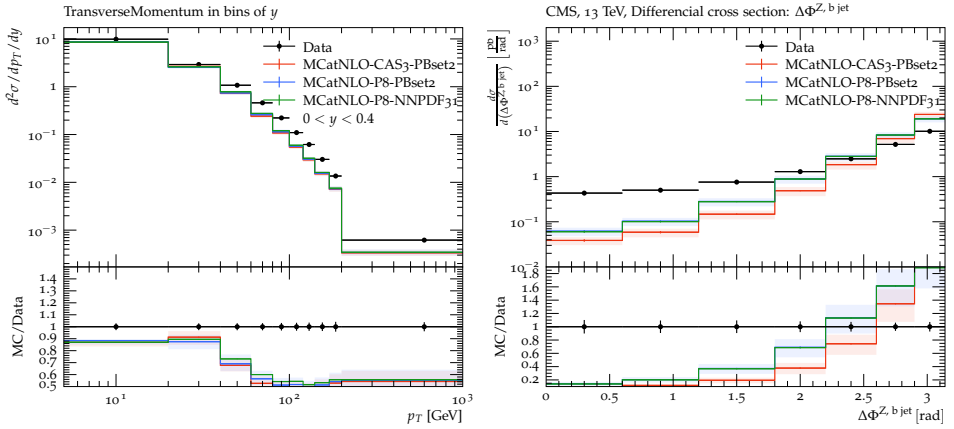 TransverseMomentum in bins of y
d²σ/dp_T/dy
10¹
1
10⁻¹
10⁻²
10⁻³
Data
MCatNLO-CAS3-PBset2
MCatNLO-P8-PBset2
MCatNLO-P8-NNPDF31
0 < y < 0.4
MC/Data
1.4
1.3
1.2
1.1
1
0.9
0.8
0.7
0.6
0.5
10¹
10²
10³
p_T [GeV]
CMS, 13 TeV, Differencial cross section: ΔΦ^{Z, b jet}
dσ/d(ΔΦ^{Z, b jet}) [pb/rad]
10³
10²
10¹
1
10⁻¹
10⁻²
Data
MCatNLO-CAS3-PBset2
MCatNLO-P8-PBset2
MCatNLO-P8-NNPDF31
MC/Data
1.8
1.6
1.4
1.2
1
0.8
0.6
0.4
0.2
0
0.5
1
1.5
2
2.5
3
ΔΦ^{Z, b jet} [rad]